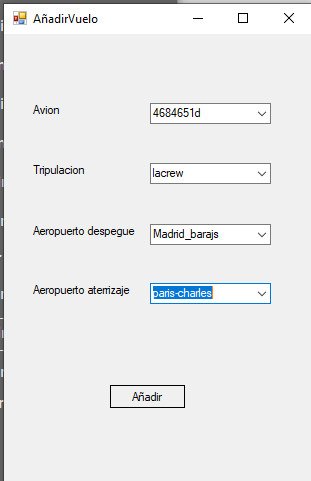 AñadirVuelo
Avion 4684651d
Tripulacion lacrew
Aeropuerto despegue Madrid_barajs
Aeropuerto aterrizaje paris-charles
Añadir